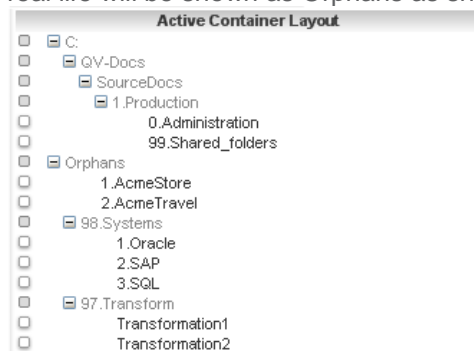 Active Container Layout
C:
QV-Docs
SourceDocs
1.Production
0.Administration
99.Shared_folders
Orphans
1.AcmeStore
2.AcmeTravel
98.Systems
1.Oracle
2.SAP
3.SQL
97.Transform
Transformation1
Transformation2